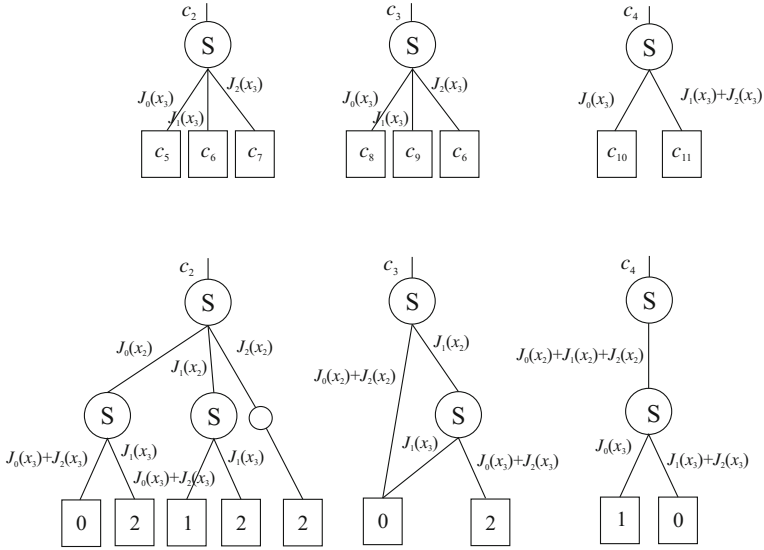 c₂ c₃ c₄
S S S
J₀(x₃) J₁(x₃) J₂(x₃) J₀(x₃) J₁(x₃) J₂(x₃) J₀(x₃) J₁(x₃)+J₂(x₃)
c₅ c₆ c₇ c₈ c₉ c₆ c₁₀ c₁₁
c₂ c₃ c₄
S S S
J₀(x₂) J₁(x₂) J₂(x₂) J₀(x₂)+J₂(x₂) J₁(x₂) J₀(x₂)+J₁(x₂)+J₂(x₂)
S S S S
J₀(x₃)+J₂(x₃) J₁(x₃) J₀(x₃)+J₂(x₃) J₁(x₃) J₁(x₃) J₀(x₃)+J₂(x₃) J₀(x₃) J₁(x₃)+J₂(x₃)
0 2 1 2 2 0 2 1 0